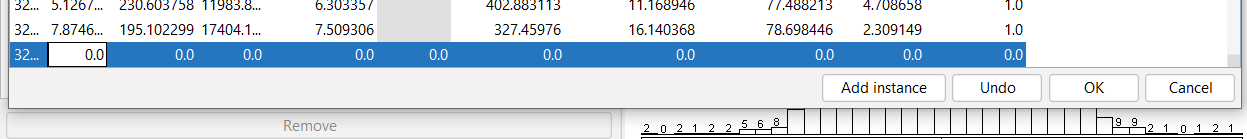 32... 5.1267... 230.603758 11983.8... 6.303357 402.883113 11.168946 77.488213 4.708658 1.0
32... 7.8746... 195.102299 17404.1... 7.509306 327.45976 16.140368 78.698446 2.309149 1.0
32... 0.0 0.0 0.0 0.0 0.0 0.0 0.0 0.0 0.0 0.0
Add instance Undo OK Cancel
Remove
2 0 2 1 2 2 5 6 8 9 9 2 1 0 1 2 1